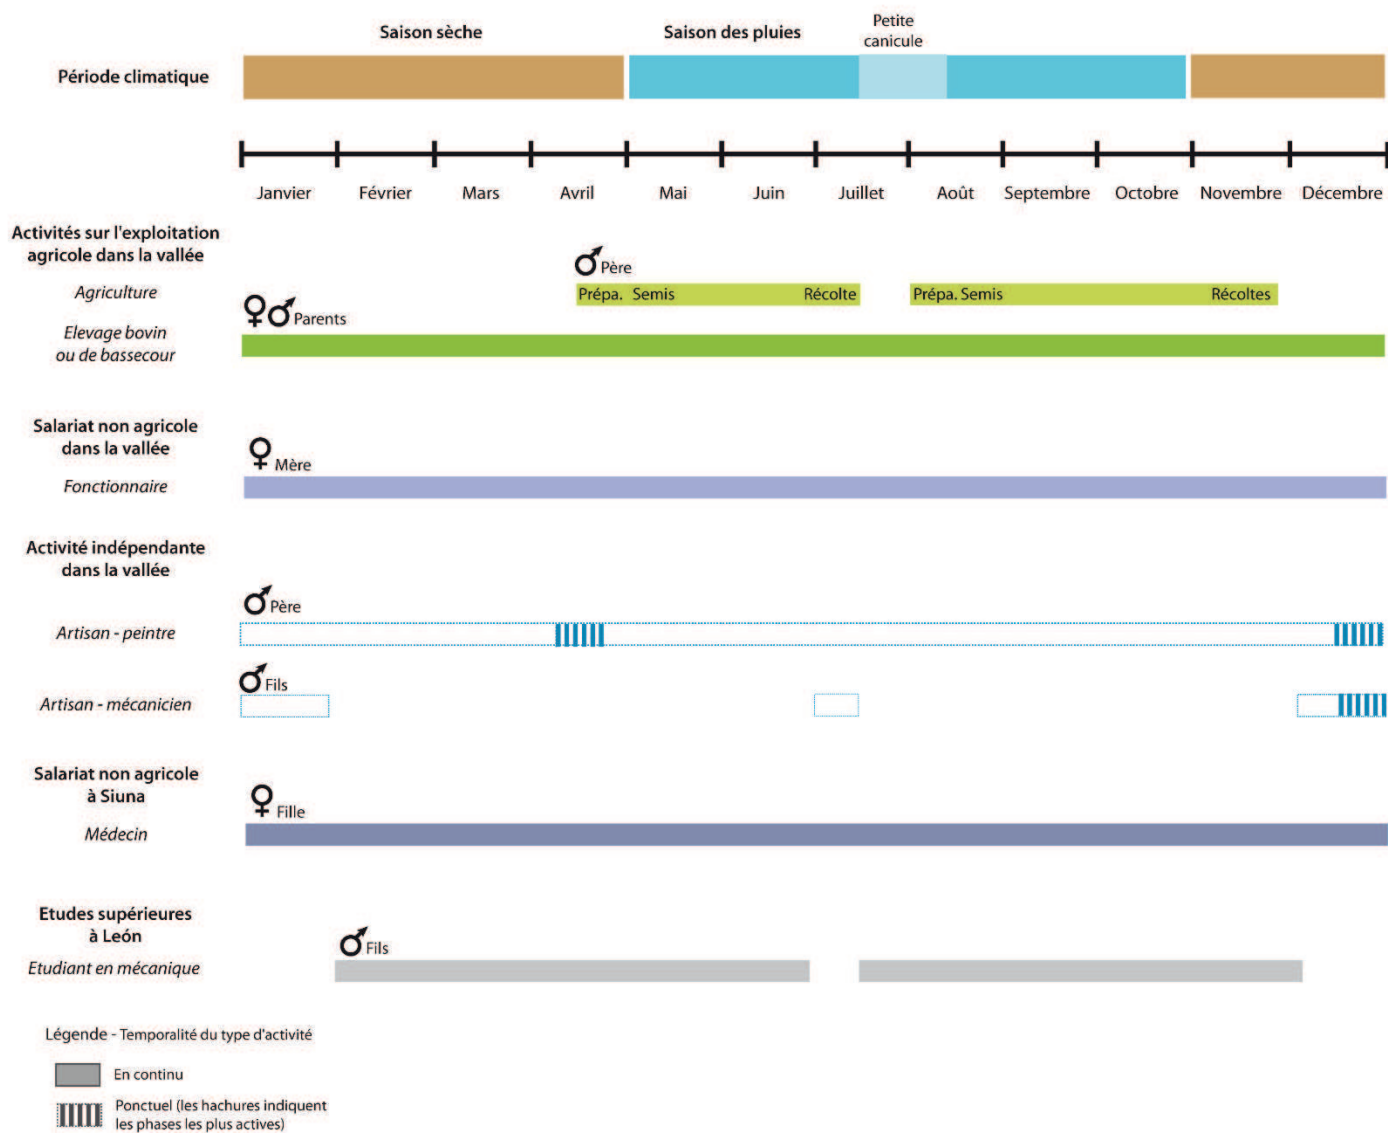 Saison sèche
Saison des pluies
Petite
canicule
Période climatique
Janvier
Février
Mars
Avril
Mai
Juin
Juillet
Août
Septembre
Octobre
Novembre
Décembre
Activités sur l'exploitation
agricole dans la vallée
Père
Agriculture
Prépa. Semis
Récolte
Prépa. Semis
Récoltes
Parents
Elevage bovin
ou de bassecour
Salariat non agricole
dans la vallée
Mère
Fonctionnaire
Activité indépendante
dans la vallée
Père
Artisan - peintre
Fils
Artisan - mécanicien
Salariat non agricole
à Siuna
Fille
Médecin
Etudes supérieures
à León
Fils
Etudiant en mécanique
Légende - Temporalité du type d'activité
En continu
Ponctuel (les hachures indiquent
les phases les plus actives)